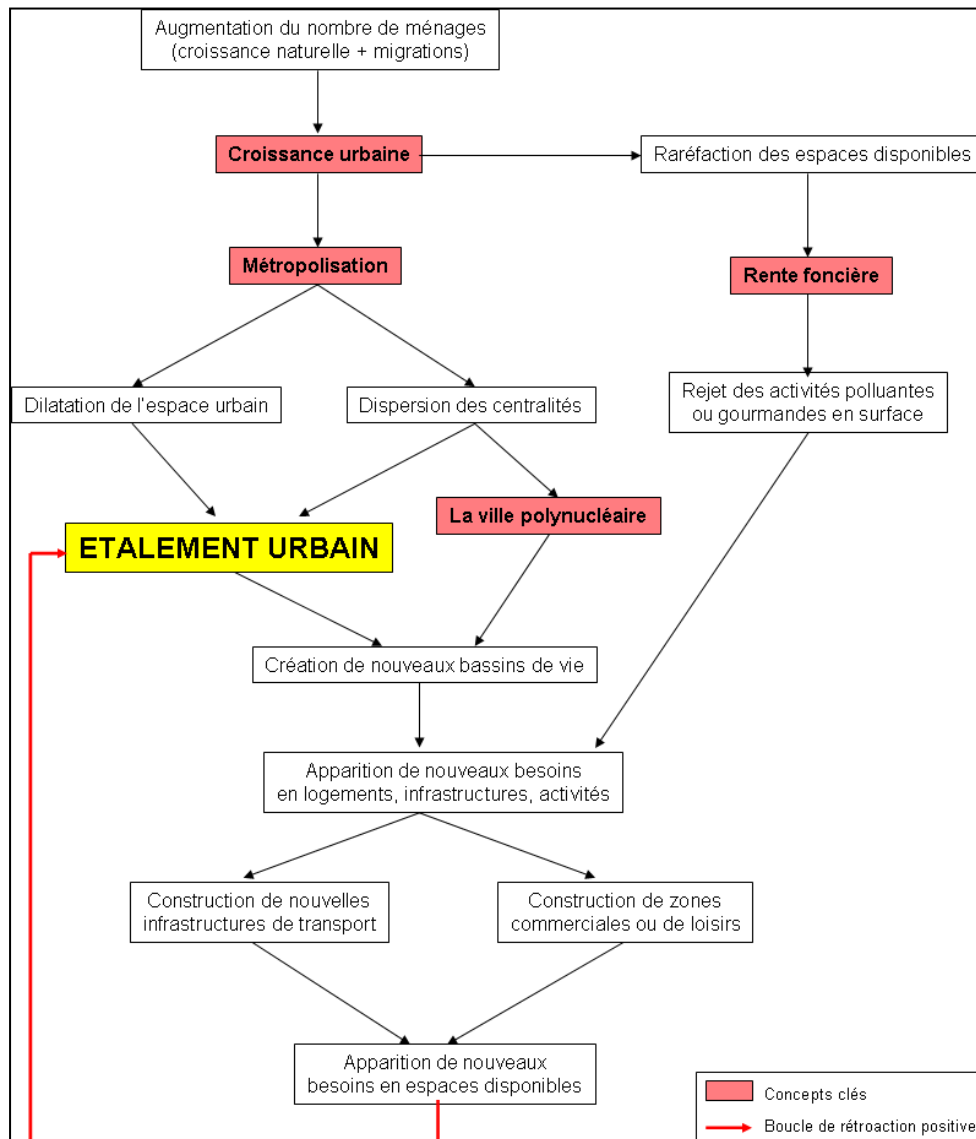 Augmentation du nombre de ménages
(croissance naturelle + migrations)
Croissance urbaine
Raréfaction des espaces disponibles
Métropolisation
Rente foncière
Dilatation de l'espace urbain
Dispersion des centralités
Rejet des activités polluantes
ou gourmandes en surface
La ville polynucléaire
ETALEMENT URBAIN
Création de nouveaux bassins de vie
Apparition de nouveaux besoins
en logements, infrastructures, activités
Construction de nouvelles
infrastructures de transport
Construction de zones
commerciales ou de loisirs
Apparition de nouveaux
besoins en espaces disponibles
Concepts clés
Boucle de rétroaction positive